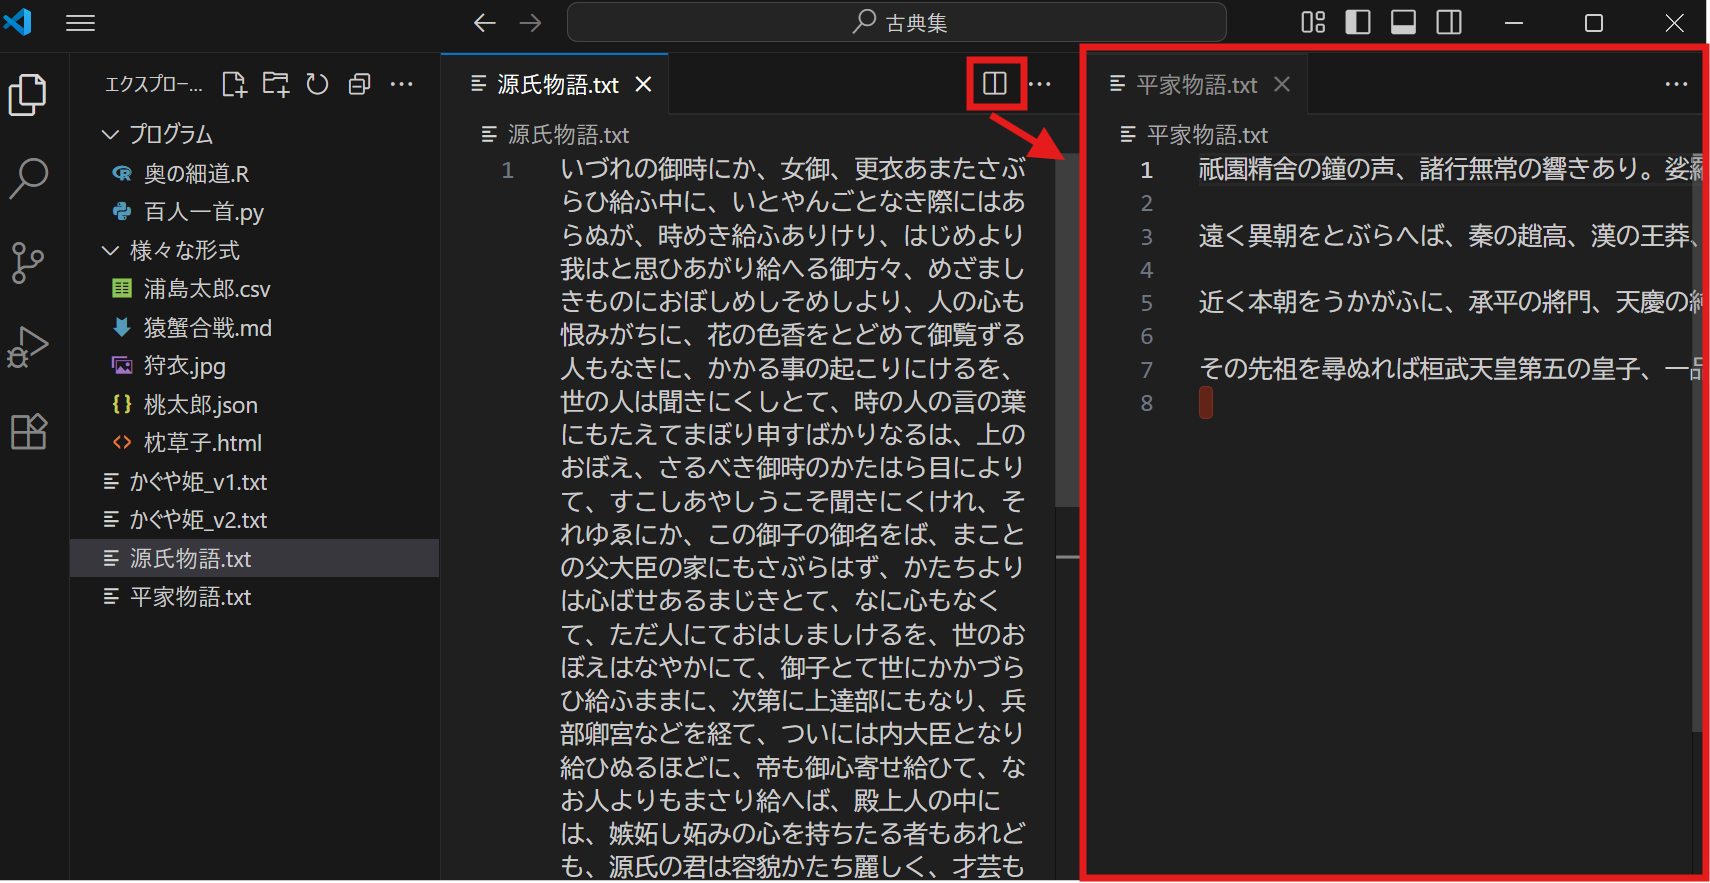 古典集
エクスプロー...
プログラム
奥の細道.R
百人一首.py
様々な形式
浦島太郎.csv
猿蟹合戦.md
狩衣.jpg
桃太郎.json
枕草子.html
かぐや姫_v1.txt
かぐや姫_v2.txt
源氏物語.txt
平家物語.txt
源氏物語.txt
源氏物語.txt
1 いづれの御時にか、女御、更衣あまたさぶ
らひ給ふ中に、いとやんごとなき際にはあ
らぬが、時めき給ふありけり、はじめより
我はと思ひあがり給へる御方々、めざまし
きものにおぼしめしそめしより、人の心も
恨みがちに、花の色香をとどめて御覧ずる
人もなきに、かかる事の起こりにけるを、
世の人は聞きにくしとて、時の人の言の葉
にもたえてまぼり申すばかりなるは、上の
おぼえ、さるべき御時のかたはら目により
て、すこしあやしうこそ聞きにくけれ、そ
れゆゑにか、この御子の御名をば、まこと
の父大臣の家にもさぶらはず、かたちより
は心ばせあるまじきとて、なに心もなく
て、ただ人にておはしましけるを、世のお
ぼえはなやかにて、御子とて世にかかづら
ひ給ふままに、次第に上達部にもなり、兵
部卿宮などを経て、ついには内大臣となり
給ひぬるほどに、帝も御心寄せ給ひて、な
お人よりもまさり給へば、殿上人の中に
は、嫉妬し妬みの心を持ちたる者もあれど
も、源氏の君は容貌かたち麗しく、才芸も
平家物語.txt
平家物語.txt
1 祇園精舎の鐘の声、諸行無常の響きあり。娑羅
2
3 遠く異朝をとぶらへば、秦の趙高、漢の王莽、
4
5 近く本朝をうかがふに、承平の將門、天慶の純
6
7 その先祖を尋ぬれば桓武天皇第五の皇子、一品
8